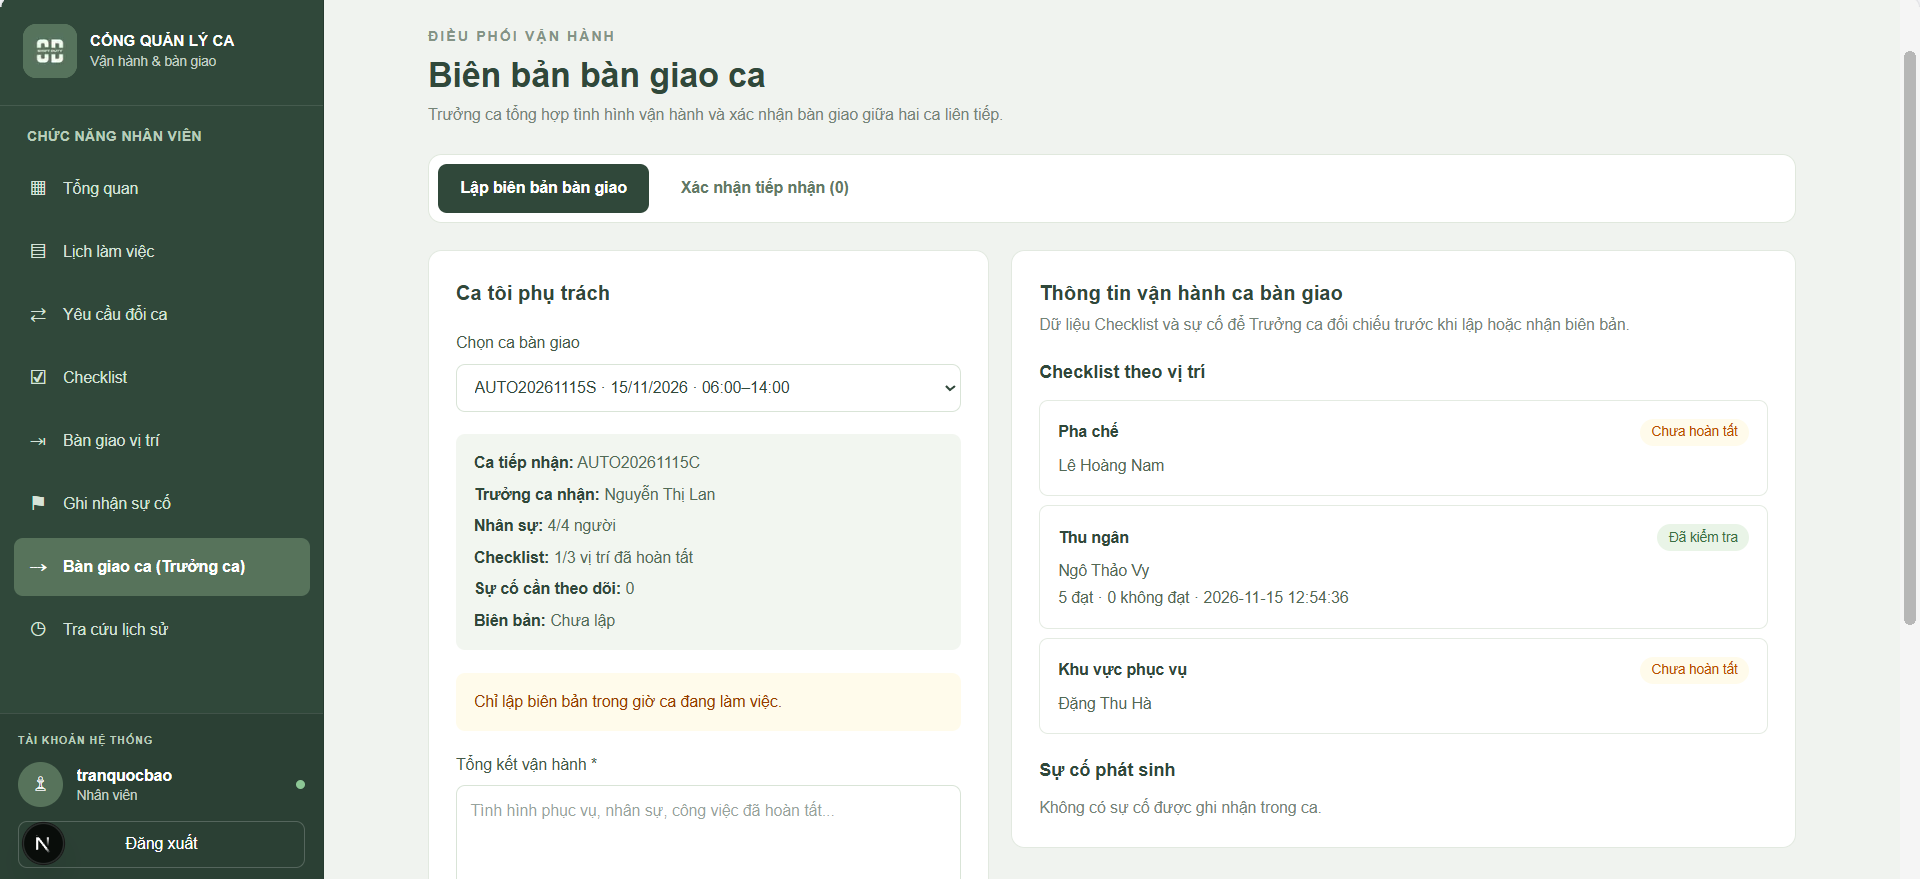 CỔNG QUẢN LÝ CA
Vận hành & bàn giao
CHỨC NĂNG NHÂN VIÊN
Tổng quan
Lịch làm việc
Yêu cầu đổi ca
Checklist
Bàn giao vị trí
Ghi nhận sự cố
Bàn giao ca (Trưởng ca)
Tra cứu lịch sử
TÀI KHOẢN HỆ THỐNG
tranquocbao
Nhân viên
N
Đăng xuất
ĐIỀU PHỐI VẬN HÀNH
Biên bản bàn giao ca
Trưởng ca tổng hợp tình hình vận hành và xác nhận bàn giao giữa hai ca liên tiếp.
Lập biên bản bàn giao
Xác nhận tiếp nhận (0)
Ca tôi phụ trách
Chọn ca bàn giao
AUTO20261115S · 15/11/2026 · 06:00–14:00
Ca tiếp nhận: AUTO20261115C
Trưởng ca nhận: Nguyễn Thị Lan
Nhân sự: 4/4 người
Checklist: 1/3 vị trí đã hoàn tất
Sự cố cần theo dõi: 0
Biên bản: Chưa lập
Chỉ lập biên bản trong giờ ca đang làm việc.
Tổng kết vận hành *
Tình hình phục vụ, nhân sự, công việc đã hoàn tất...
Thông tin vận hành ca bàn giao
Dữ liệu Checklist và sự cố để Trưởng ca đối chiếu trước khi lập hoặc nhận biên bản.
Checklist theo vị trí
Pha chế
Chưa hoàn tất
Lê Hoàng Nam
Thu ngân
Đã kiểm tra
Ngô Thảo Vy
5 đạt · 0 không đạt · 2026-11-15 12:54:36
Khu vực phục vụ
Chưa hoàn tất
Đặng Thu Hà
Sự cố phát sinh
Không có sự cố được ghi nhận trong ca.